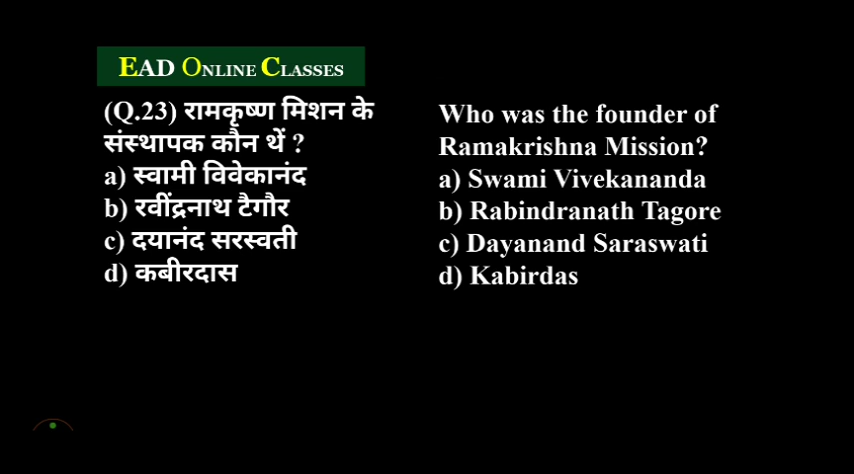 EAD ONLINE CLASSES
(Q.23) रामकृष्ण मिशन के
संस्थापक कौन थें ?
a) स्वामी विवेकानंद
b) रवींद्रनाथ टैगौर
c) दयानंद सरस्वती
d) कबीरदास
Who was the founder of
Ramakrishna Mission?
a) Swami Vivekananda
b) Rabindranath Tagore
c) Dayanand Saraswati
d) Kabirdas